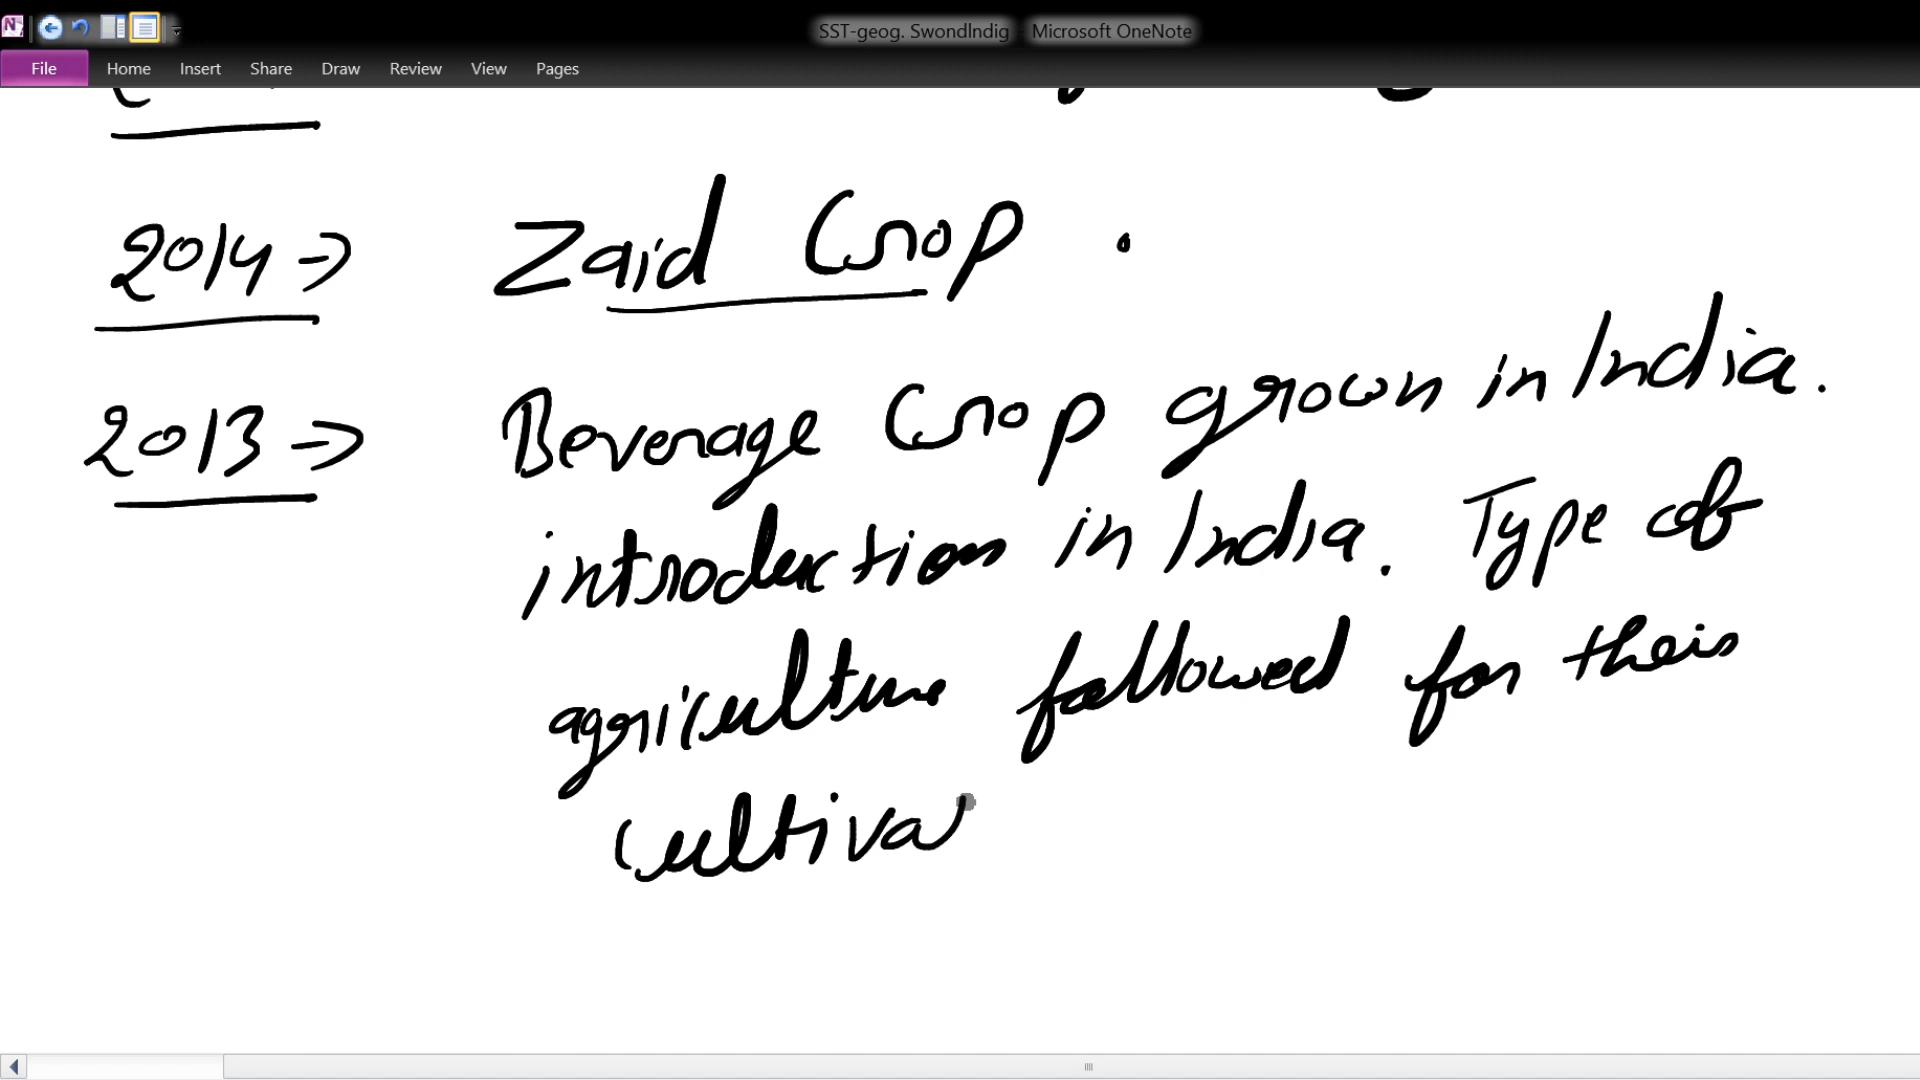 SST-geog. SwondIndig - Microsoft OneNote
File Home Insert Share Draw Review View Pages
2014 => Zaid Crop .
2013 => Beverage Crop grown in India.
introduction in India. Type of
agriculture followed for their
cultiva